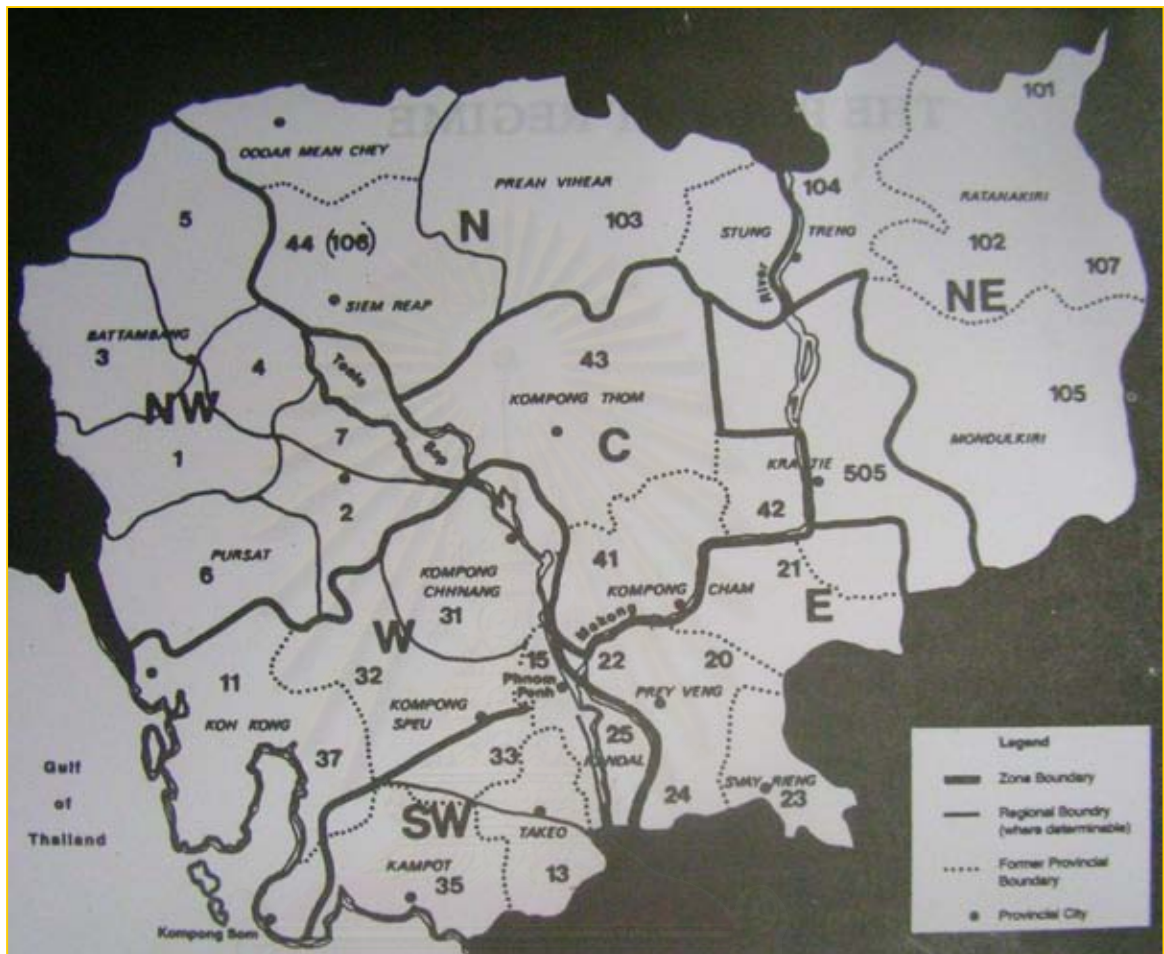 101
ODDAR MEAN CHEY
PREAH VIHEAR
104
RATANAKIRI
5
N
103
STUNG TRENG
44 (106)
102
107
River
NE
SIEM REAP
BATTAMBANG
3
4
Tonle
43
NW
KOMPONG THOM
105
7
Sap
C
MONDULKIRI
1
KRATIE
505
2
42
PURSAT
6
41
21
KOMPONG CHHNANG
KOMPONG CHAM
31
E
W
Mekong
15
22
20
32
Phnom Penh
11
PREY VENG
KOMPONG SPEU
KOH KONG
25
37
33
KANDAL
Gulf
of
Thailand
24
SVAY RIENG
23
SW
TAKEO
KAMPOT
13
35
Kompong Som
Legend
Zone Boundary
Regional Boundry
(where determinable)
Former Provincial
Boundary
Provincial City